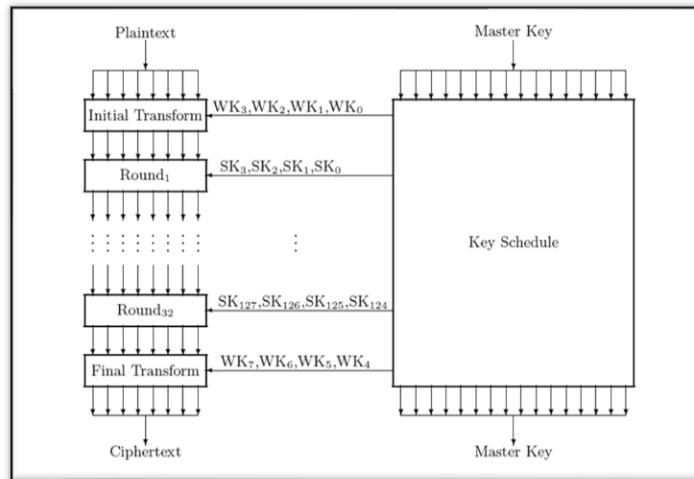 Plaintext
Master Key
WK₃,WK₂,WK₁,WK₀
Initial Transform
SK₃,SK₂,SK₁,SK₀
Round₁
Key Schedule
SK₁₂₇,SK₁₂₆,SK₁₂₅,SK₁₂₄
Round₃₂
WK₇,WK₆,WK₅,WK₄
Final Transform
Ciphertext
Master Key